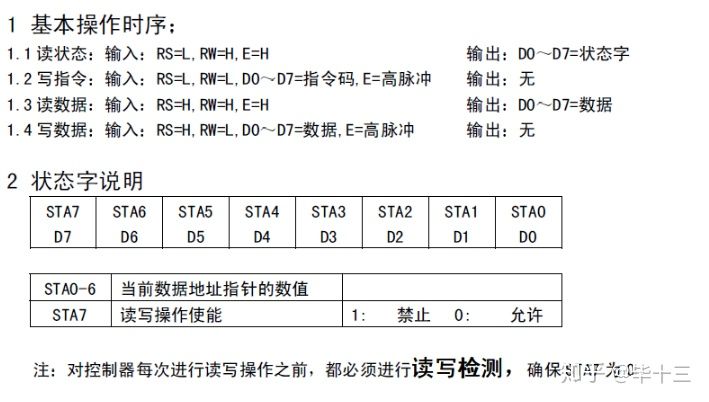 1 基本操作时序；
1.1 读状态：输入：RS=L,RW=H,E=H 输出：D0～D7=状态字
1.2 写指令：输入：RS=L,RW=L,D0～D7=指令码,E=高脉冲 输出：无
1.3 读数据：输入：RS=H,RW=H,E=H 输出：D0～D7=数据
1.4 写数据：输入：RS=H,RW=L,D0～D7=数据,E=高脉冲 输出：无
2 状态字说明
STA7 STA6 STA5 STA4 STA3 STA2 STA1 STA0
D7 D6 D5 D4 D3 D2 D1 D0
STA0-6 当前数据地址指针的数值
STA7 读写操作使能 1： 禁止 0： 允许
注：对控制器每次进行读写操作之前，都必须进行读写检测，确保STA7为0
知乎 @毕十三